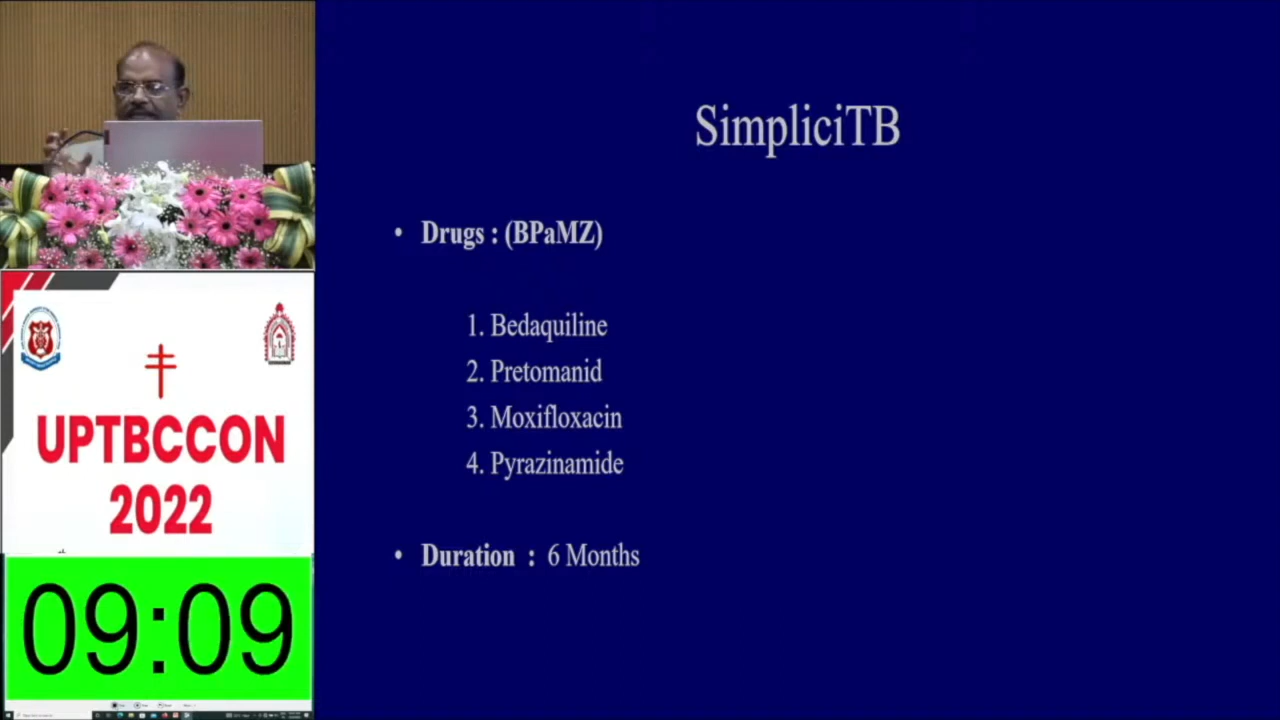 SimpliciTB
• Drugs : (BPaMZ)
1. Bedaquiline
2. Pretomanid
3. Moxifloxacin
4. Pyrazinamide
• Duration : 6 Months
UPTBCCON
2022
09:09